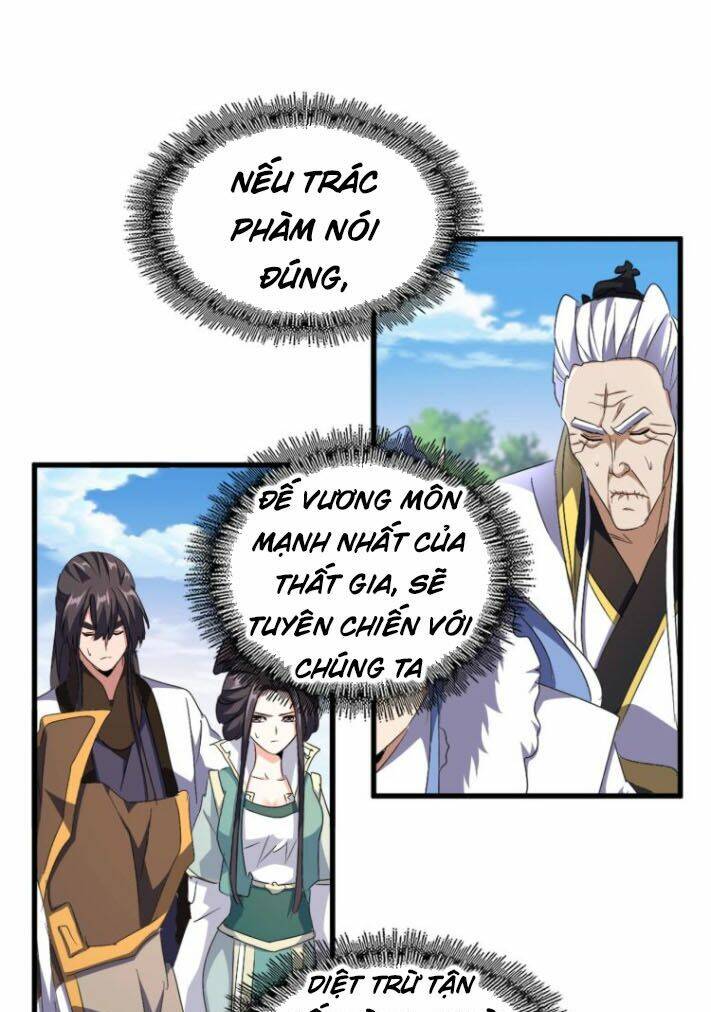 NẾU TRÁC
PHÀM NÓI
ĐÚNG,
ĐẾ VƯƠNG MÔN
MẠNH NHẤT CỦA
THẤT GIA, SẼ
TUYÊN CHIẾN VỚI
CHÚNG TA
DIỆT TRỪ TẬN